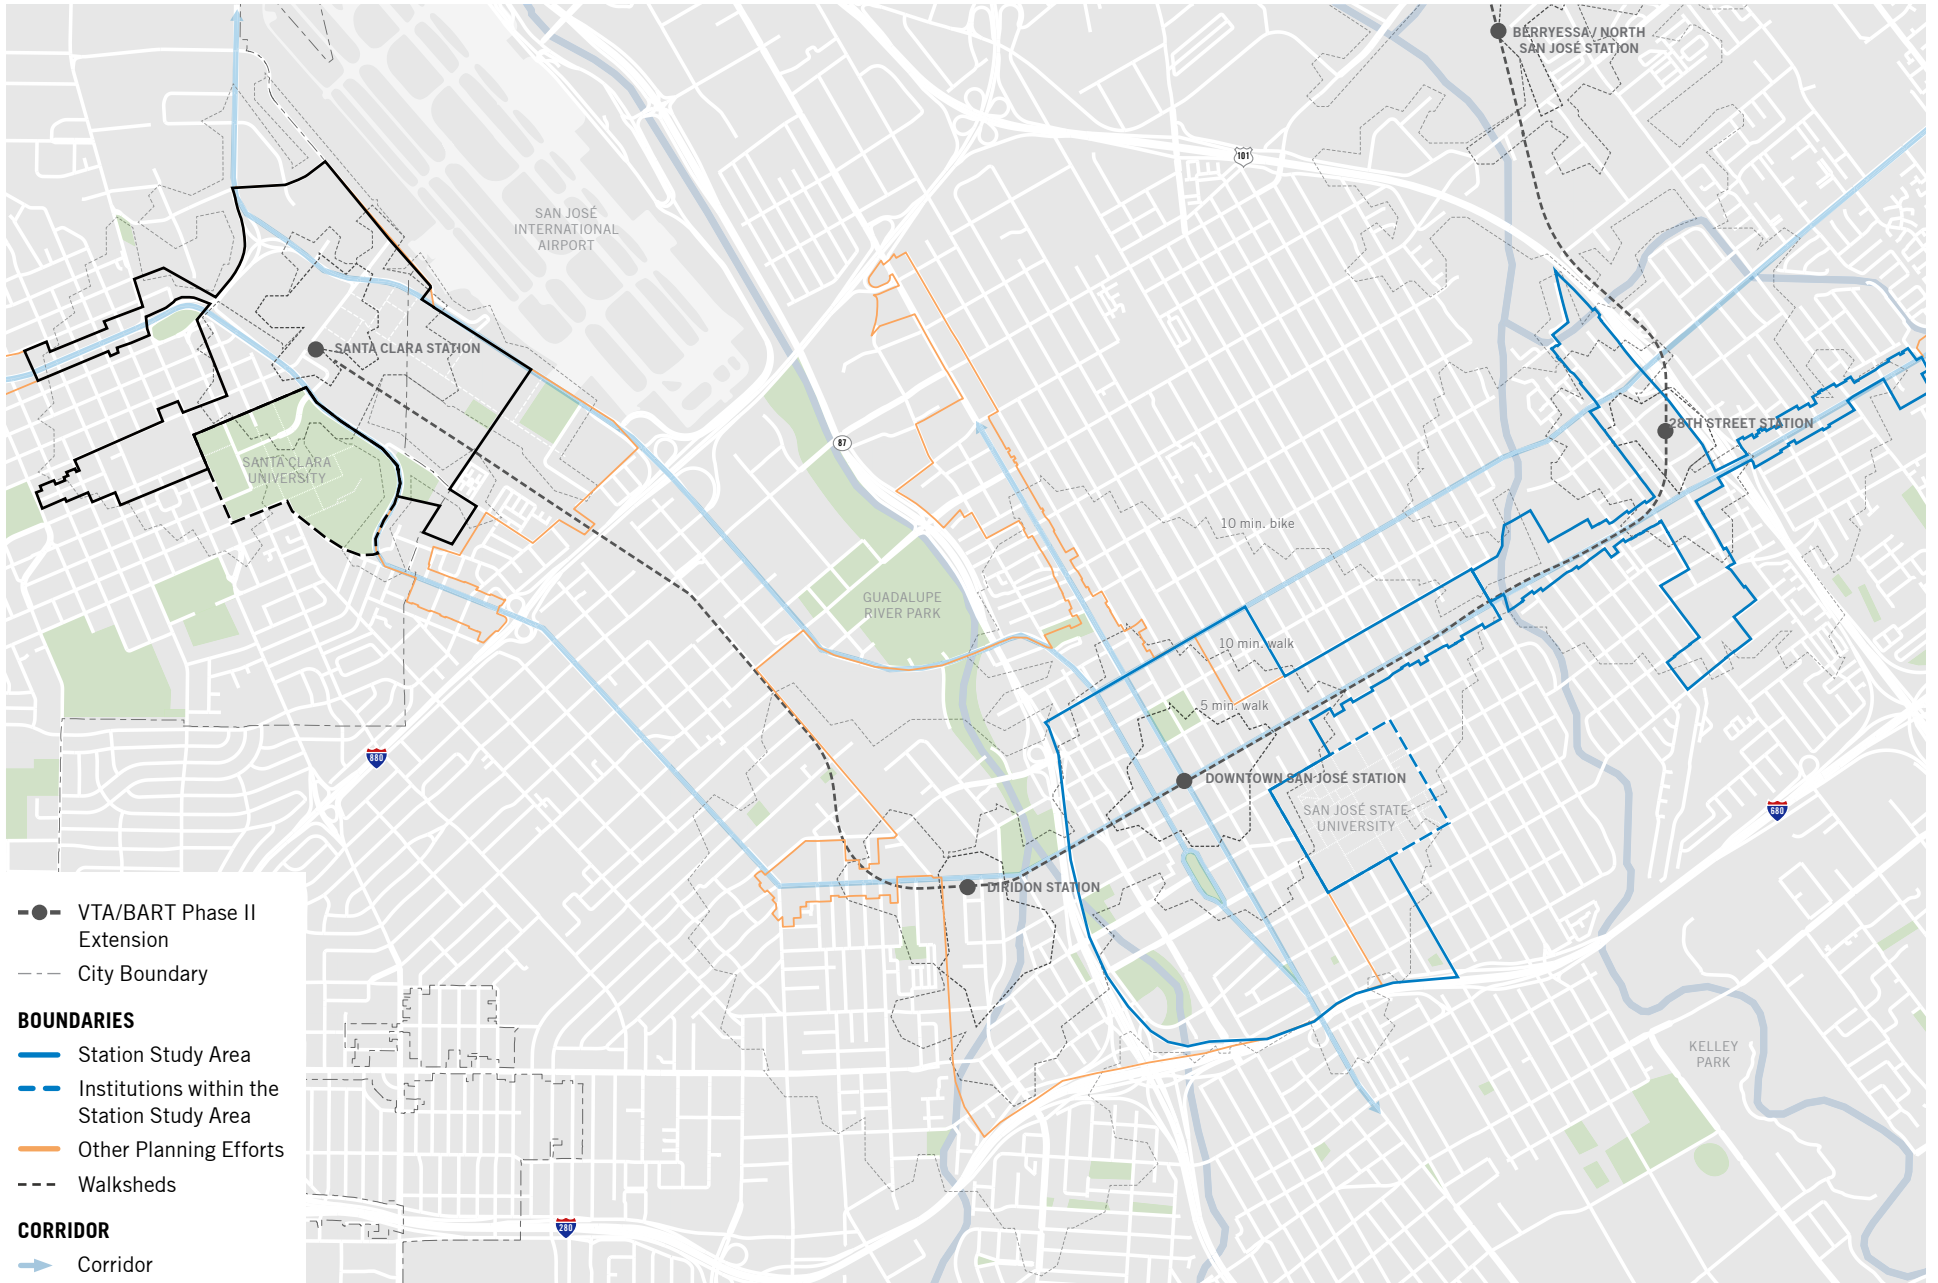 BERRYESSA / NORTH
SAN JOSÉ STATION
101
SAN JOSÉ
INTERNATIONAL
AIRPORT
SANTA CLARA STATION
28TH STREET STATION
87
SANTA CLARA
UNIVERSITY
10 min. bike
GUADALUPE
RIVER PARK
10 min. walk
5 min. walk
880
DOWNTOWN SAN JOSÉ STATION
SAN JOSÉ STATE
UNIVERSITY
680
DIRIDON STATION
KELLEY
PARK
280
VTA/BART Phase II
Extension
City Boundary
BOUNDARIES
Station Study Area
Institutions within the
Station Study Area
Other Planning Efforts
Walksheds
CORRIDOR
Corridor